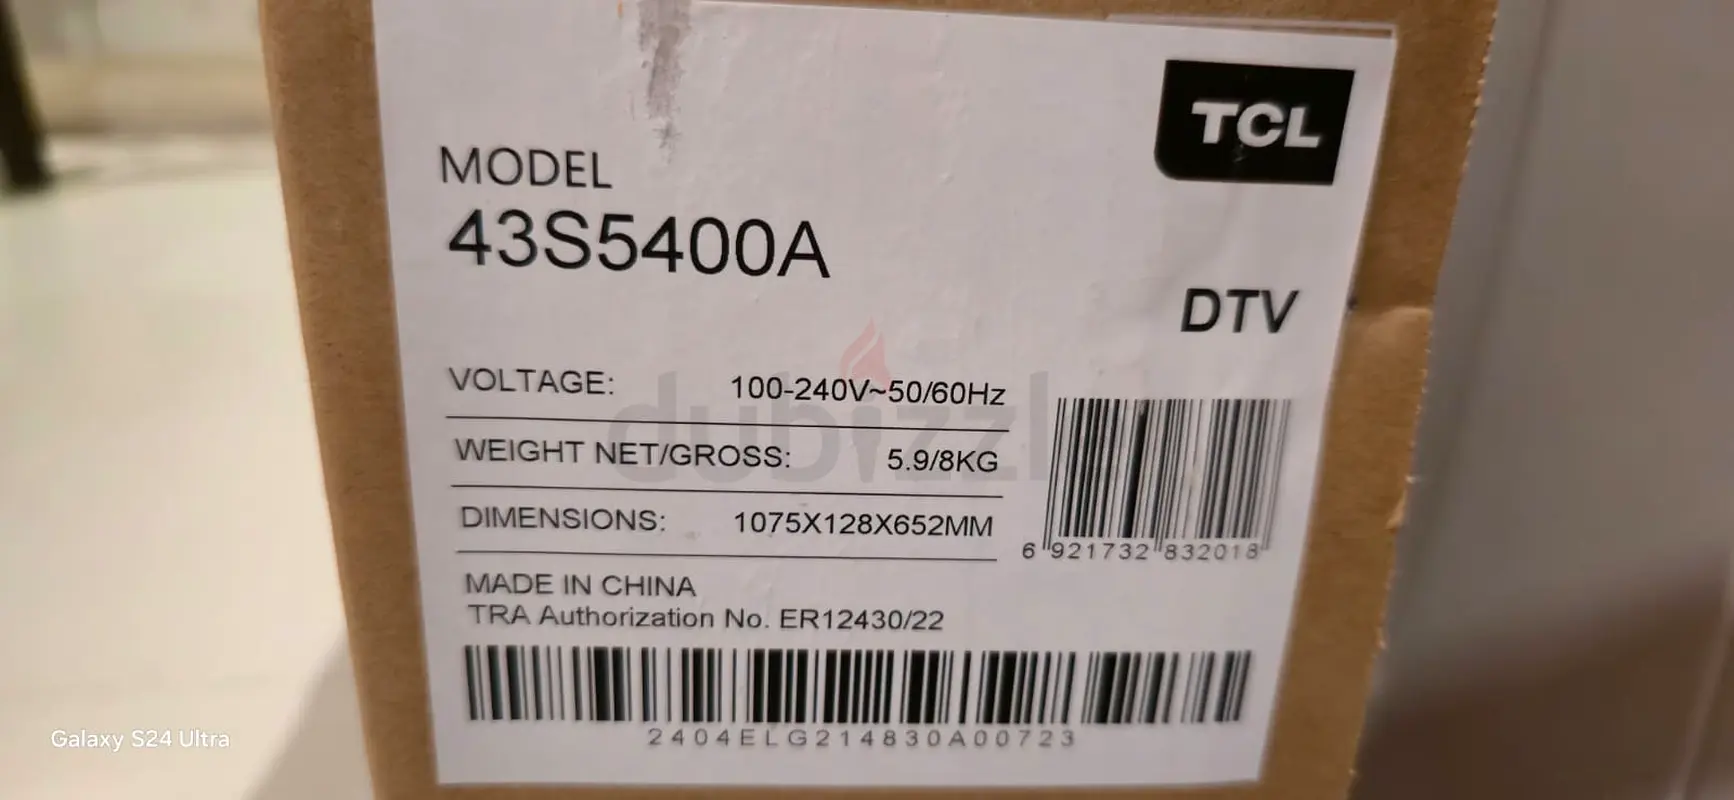 TCL
MODEL
43S5400A
DTV
VOLTAGE: 100-240V~50/60Hz
WEIGHT NET/GROSS: 5.9/8KG
DIMENSIONS: 1075X128X652MM
6 921732 832018
MADE IN CHINA
TRA Authorization No. ER12430/22
2404ELG214830A00723
Galaxy S24 Ultra
dubizzl